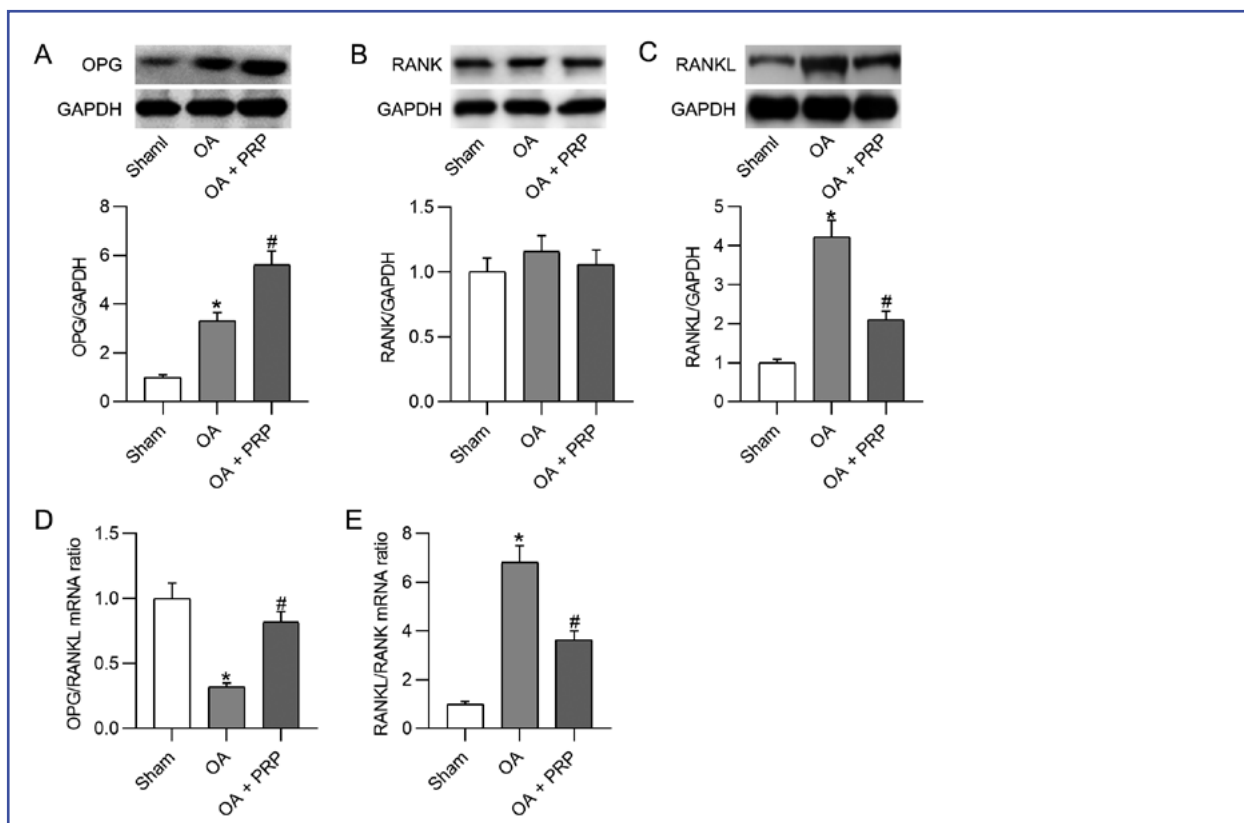 A
OPG
GAPDH
Shaml
OA
OA + PRP
OPG/GAPDH
8
6
4
2
0
*
#
Sham
OA
OA + PRP
B
RANK
GAPDH
Sham
OA
OA + PRP
RANK/GAPDH
1.5
1.0
0.5
0.0
Sham
OA
OA + PRP
C
RANKL
GAPDH
Shaml
OA
OA + PRP
RANKL/GAPDH
5
4
3
2
1
0
*
#
Sham
OA
OA + PRP
D
OPG/RANKL mRNA ratio
1.5
1.0
0.5
0.0
*
#
Sham
OA
OA + PRP
E
RANKL/RANK mRNA ratio
8
6
4
2
0
*
#
Sham
OA
OA + PRP